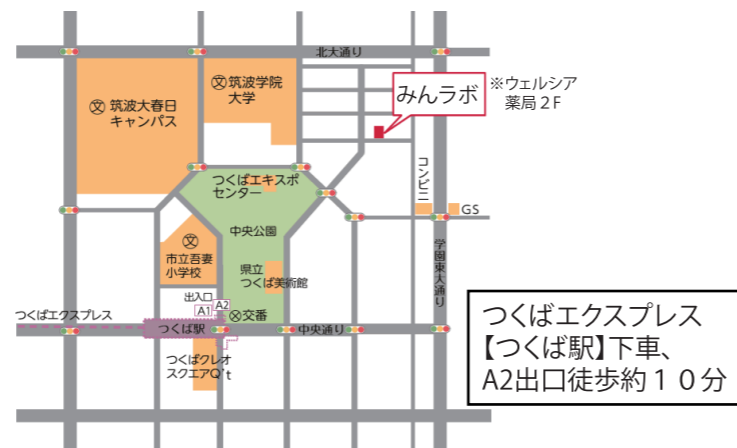 北大通り
筑波学院
大学
筑波大春日
キャンパス
みんラボ
※ウェルシア
薬局２F
つくばエキスポ
センター
コンビニ
GS
中央公園
市立吾妻
小学校
県立
つくば美術館
学園東大通り
出入口
A2
A1
交番
つくばエクスプレス
つくば駅
中央通り
つくばクレオ
スクエアQ't
つくばエクスプレス
【つくば駅】下車、
A2出口徒歩約１０分